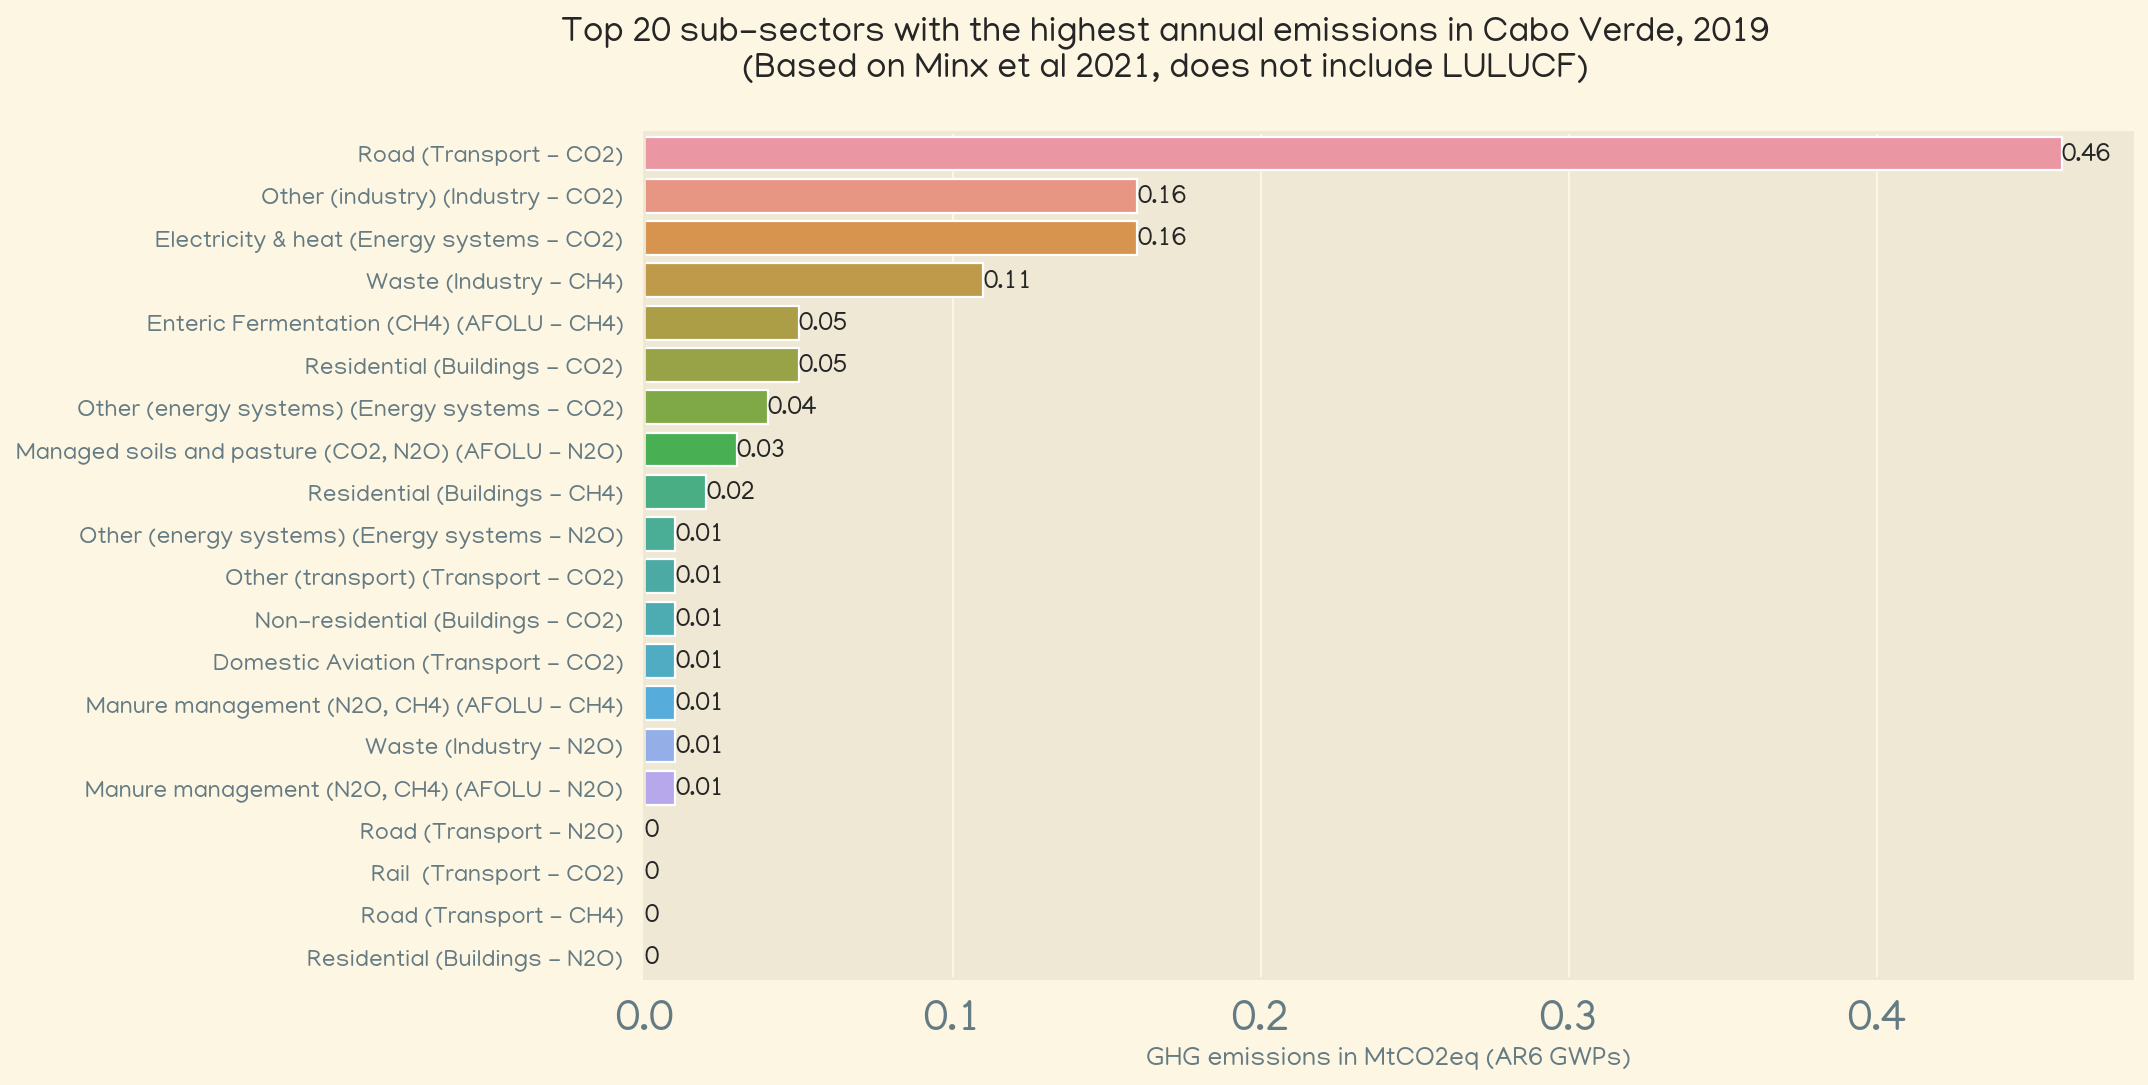 Top 20 sub-sectors with the highest annual emissions in Cabo Verde, 2019
(Based on Minx et al 2021, does not include LULUCF)
Road (Transport - CO2) 0.46
Other (industry) (Industry - CO2) 0.16
Electricity & heat (Energy systems - CO2) 0.16
Waste (Industry - CH4) 0.11
Enteric Fermentation (CH4) (AFOLU - CH4) 0.05
Residential (Buildings - CO2) 0.05
Other (energy systems) (Energy systems - CO2) 0.04
Managed soils and pasture (CO2, N2O) (AFOLU - N2O) 0.03
Residential (Buildings - CH4) 0.02
Other (energy systems) (Energy systems - N2O) 0.01
Other (transport) (Transport - CO2) 0.01
Non-residential (Buildings - CO2) 0.01
Domestic Aviation (Transport - CO2) 0.01
Manure management (N2O, CH4) (AFOLU - CH4) 0.01
Waste (Industry - N2O) 0.01
Manure management (N2O, CH4) (AFOLU - N2O) 0.01
Road (Transport - N2O) 0
Rail  (Transport - CO2) 0
Road (Transport - CH4) 0
Residential (Buildings - N2O) 0
0.0 0.1 0.2 0.3 0.4
GHG emissions in MtCO2eq (AR6 GWPs)